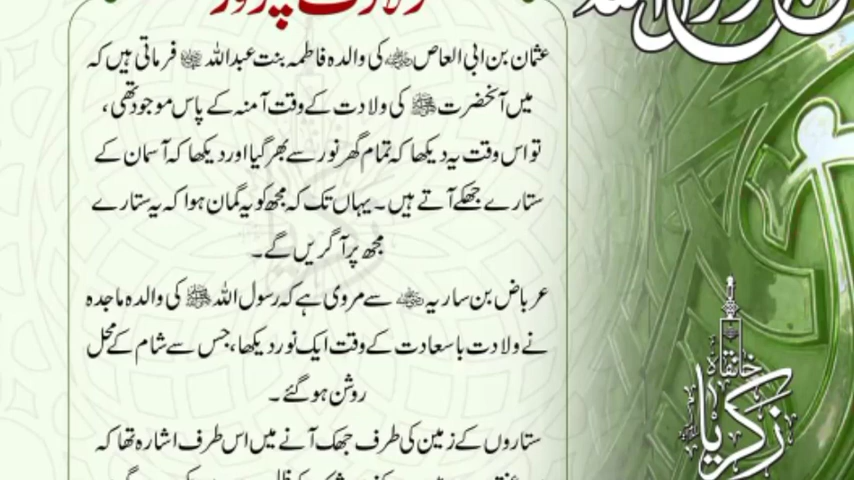 ولادت پر نور
عثمان بن ابی العاص ﷛ کی والدہ فاطمہ بنت عبداللہ ﷝ فرماتی ہیں کہ
میں آنحضرت ﷺ کی ولادت کے وقت آمنہ کے پاس موجود تھی،
تو اس وقت یہ دیکھا کہ تمام گھر نور سے بھر گیا اور دیکھا کہ آسمان کے
ستارے جھکے آتے ہیں۔ یہاں تک کہ مجھ کو یہ گمان ہوا کہ یہ ستارے
مجھ پر آ گریں گے۔
عرباض بن ساریہ ﷛ سے مروی ہے کہ رسول اللہ ﷺ کی والدہ ماجدہ
نے ولادت باسعادت کے وقت ایک نور دیکھا، جس سے شام کے محل
روشن ہو گئے۔
ستاروں کے زمین کی طرف جھک آنے میں اس طرف اشارہ تھا کہ
خانقاہ
زکریا